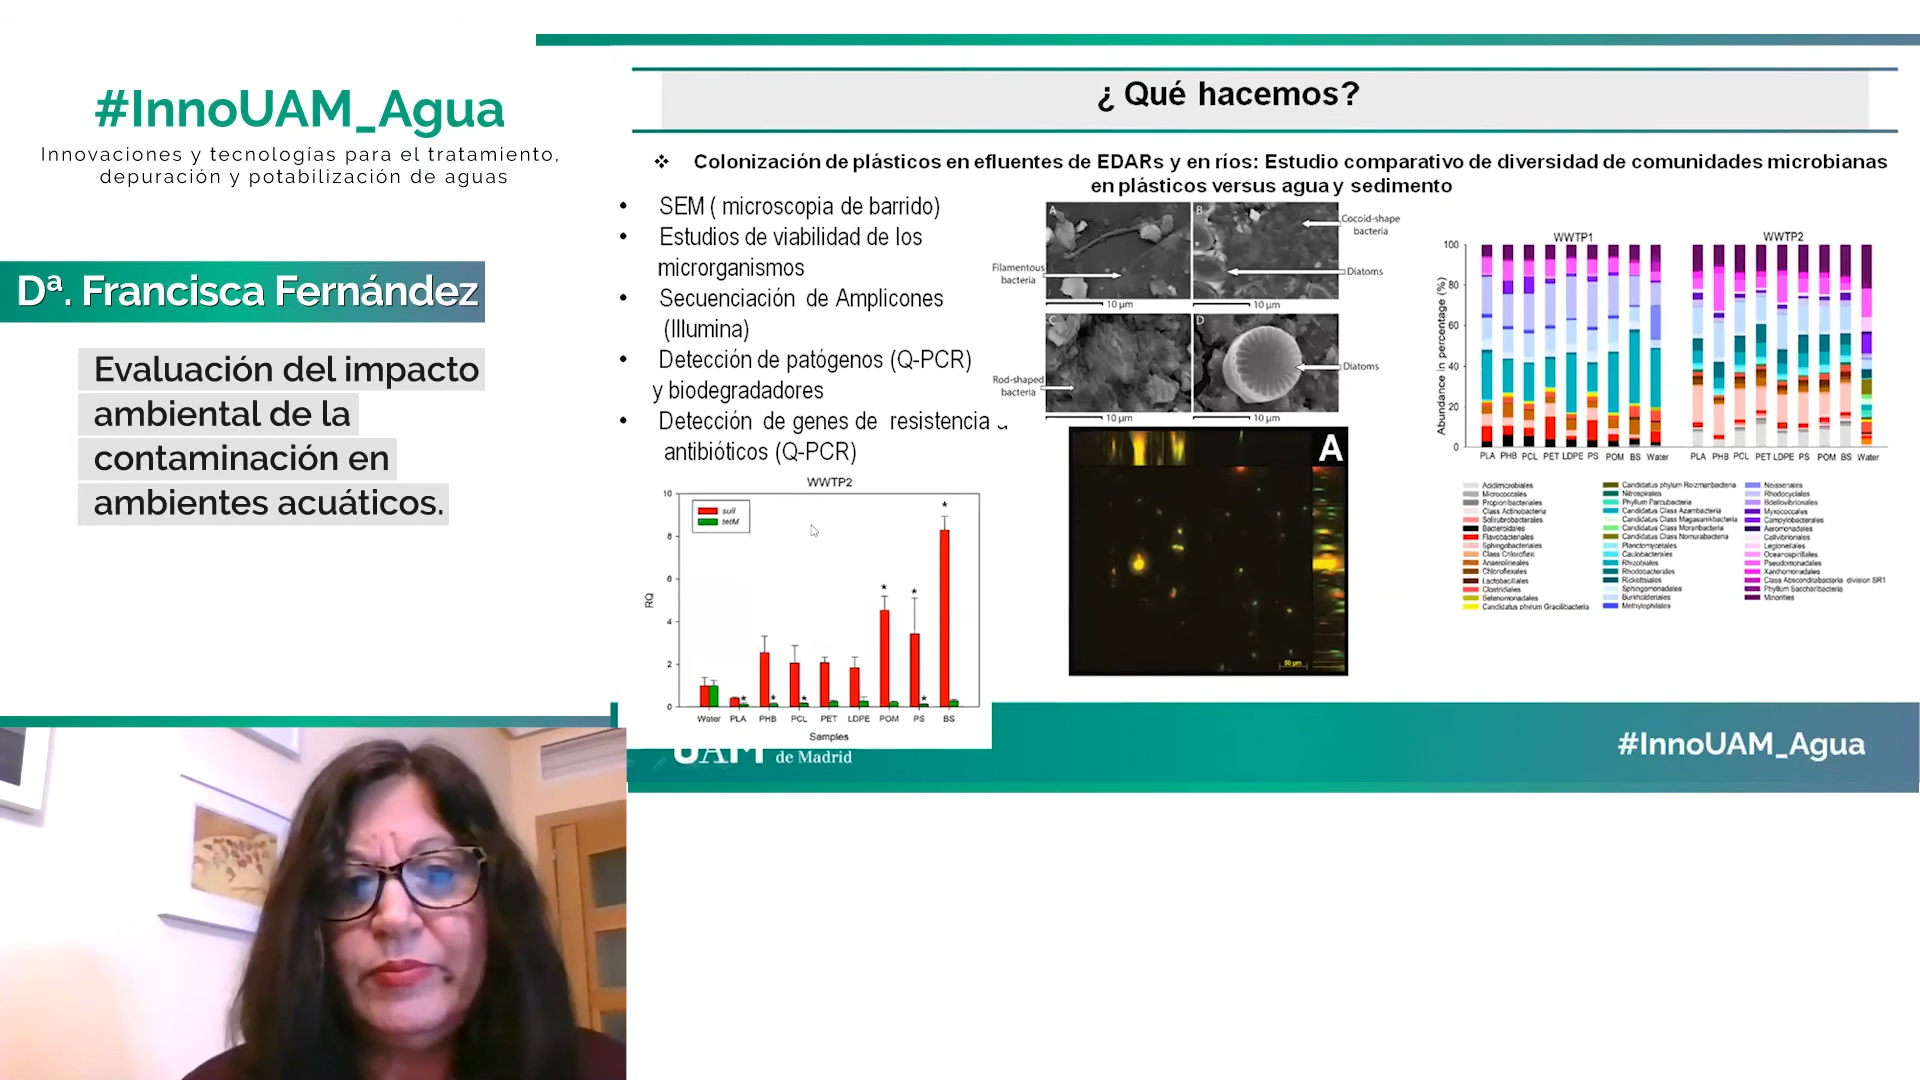 #InnoUAM_Agua
Innovaciones y tecnologías para el tratamiento,
depuración y potabilización de aguas
Dª. Francisca Fernández
Evaluación del impacto
ambiental de la
contaminación en
ambientes acuáticos.
¿ Qué hacemos?
❖ Colonización de plásticos en efluentes de EDARs y en ríos: Estudio comparativo de diversidad de comunidades microbianas
en plásticos versus agua y sedimento
• SEM ( microscopia de barrido)
• Estudios de viabilidad de los
microrganismos
• Secuenciación de Amplicones
(Illumina)
• Detección de patógenos (Q-PCR)
y biodegradadores
• Detección de genes de resistencia a
antibióticos (Q-PCR)
A
B
Cocoid-shape
bacteria
Filamentous
bacteria
Diatoms
10 µm
10 µm
C
D
Rod-shaped
bacteria
Diatoms
10 µm
10 µm
A
50 µm
WWTP2
sulI
tetM
RQ
10
8
6
4
2
0
Water PLA PHB PCL PET LDPE POM PS BS
Samples
WWTP1
WWTP2
Abundance in percentage (%)
100
80
60
40
20
0
PLA PHB PCL PET LDPE PS POM BS Water
PLA PHB PCL PET LDPE PS POM BS Water
Acidimicrobiales
Micrococcales
Propionibacteriales
Class Actinobacteria
Solirubrobacterales
Bacteroidales
Flavobacteriales
Sphingobacteriales
Class Chloroflexi
Anaerolineales
Chloroflexales
Lactobacillales
Clostridiales
Selenomonadales
Candidatus phylum Gracilibacteria
Candidatus phylum Roizmanbacteria
Nitrospirales
Phyllum Parcubacteria
Candidatus Class Azambacteria
Candidatus Class Magasanikbacteria
Candidatus Class Moranbacteria
Candidatus Class Nomurabacteria
Planctomycetales
Caulobacterales
Rhizobiales
Rhodobacterales
Rickettsiales
Sphingomonadales
Burkholderiales
Methylophilales
Neisseriales
Rhodocyclales
Bdellovibrionales
Myxococcales
Campylobacterales
Aeromonadales
Cellvibrionales
Legionellales
Oceanospirillales
Pseudomonadales
Xanthomonadales
Class Absconditabacteria division SR1
Phyllum Saccharibacteria
Minorities
UAM
de Madrid
#InnoUAM_Agua